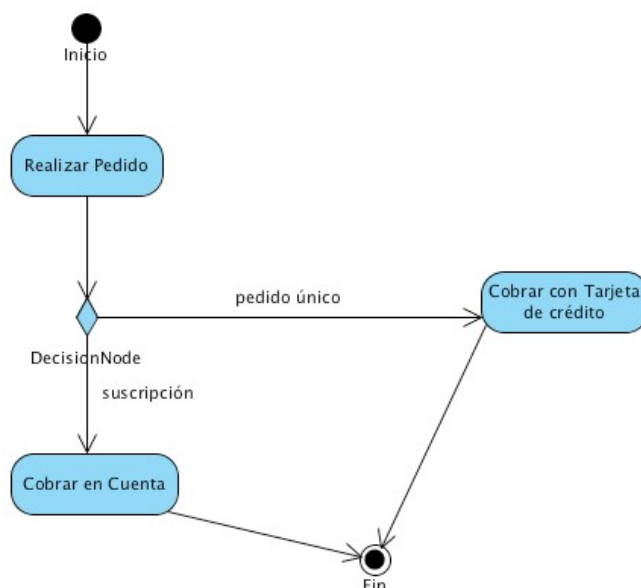 Inicio
Realizar Pedido
pedido único
Cobrar con Tarjeta
de crédito
DecisionNode
suscripción
Cobrar en Cuenta
Fin